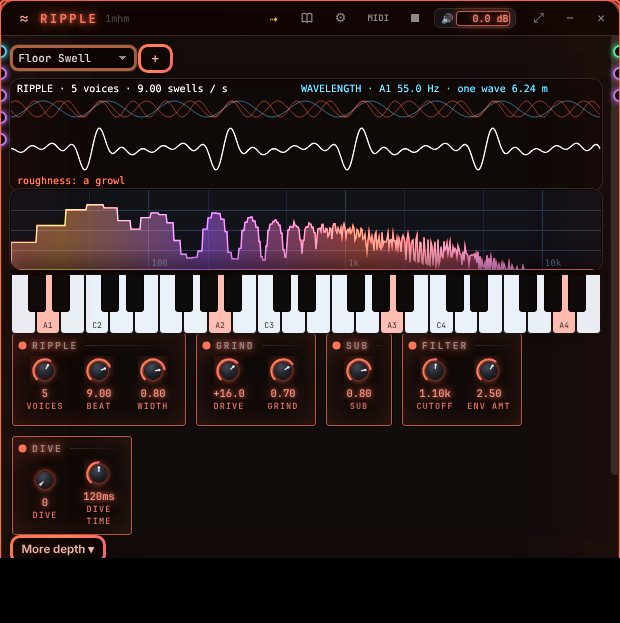 ≈ RIPPLE 1mhm MIDI 0.0 dB
Floor Swell +
RIPPLE · 5 voices · 9.00 swells / s WAVELENGTH · A1 55.0 Hz · one wave 6.24 m
roughness: a growl
100 1k 10k
A1 C2 A2 C3 A3 C4 A4
RIPPLE GRIND SUB FILTER
5 9.00 0.80 +16.0 0.70 0.80 1.10k 2.50
VOICES BEAT WIDTH DRIVE GRIND SUB CUTOFF ENV AMT
DIVE
0 120ms
DIVE DIVE TIME
More depth ▾